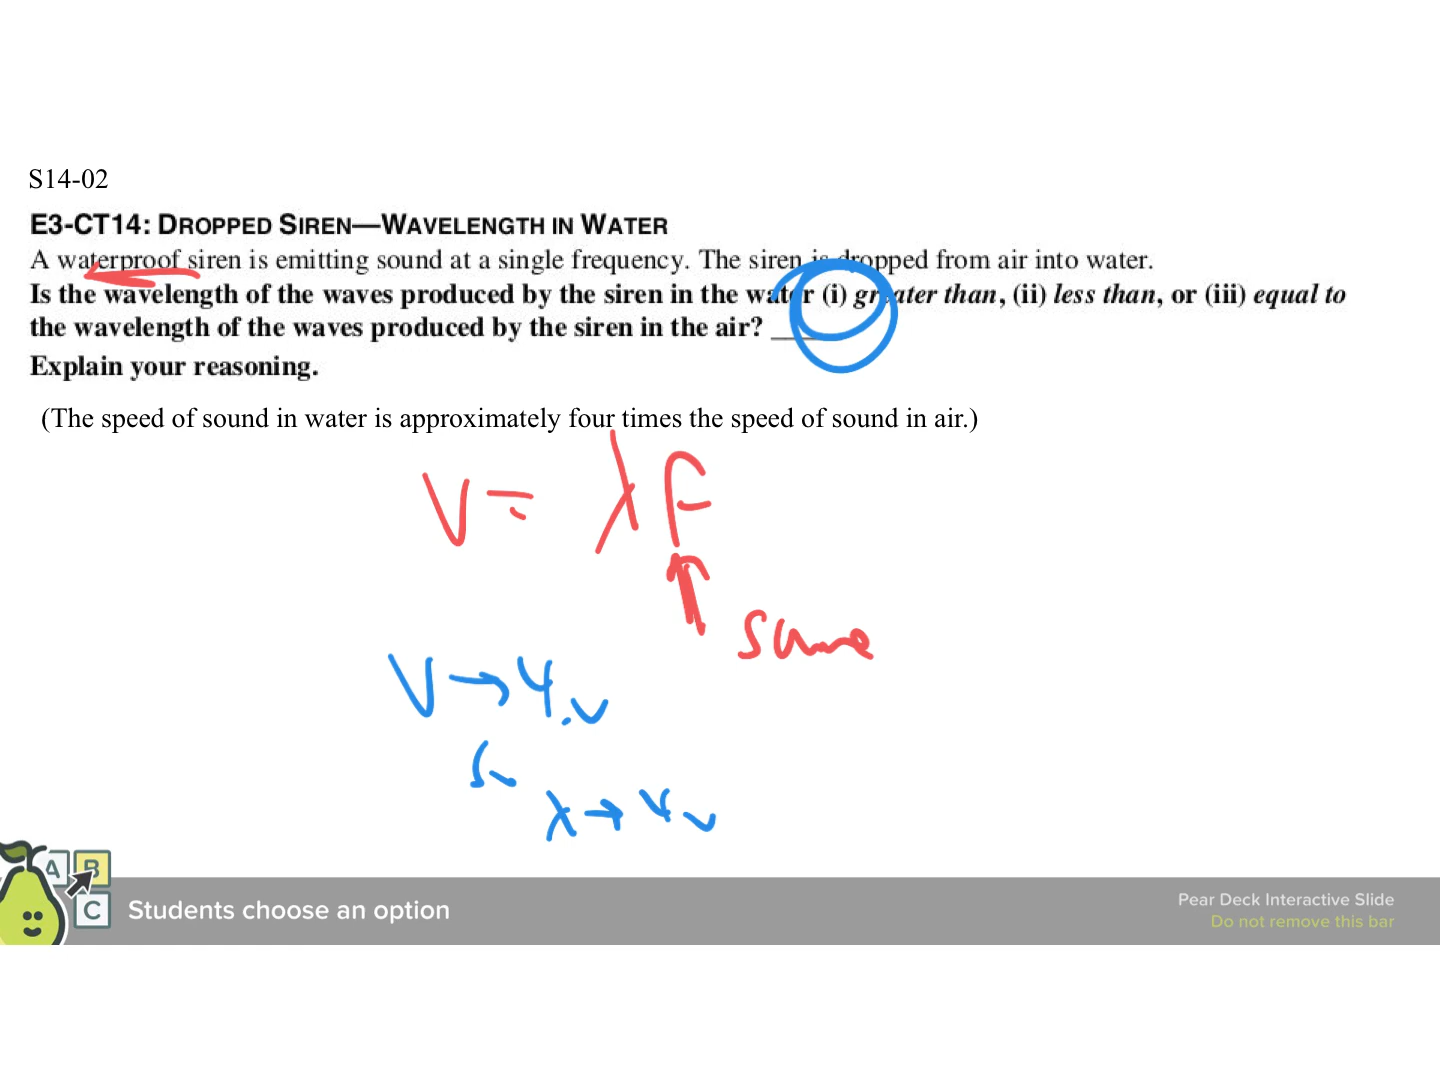 S14-02
E3-CT14: DROPPED SIREN—WAVELENGTH IN WATER
A waterproof siren is emitting sound at a single frequency. The siren is dropped from air into water.
Is the wavelength of the waves produced by the siren in the water (i) greater than, (ii) less than, or (iii) equal to
the wavelength of the waves produced by the siren in the air? ______
Explain your reasoning.
(The speed of sound in water is approximately four times the speed of sound in air.)
V = λF
same
V → 4.v
λ → 4
A B
C
Students choose an option
Pear Deck Interactive Slide
Do not remove this bar